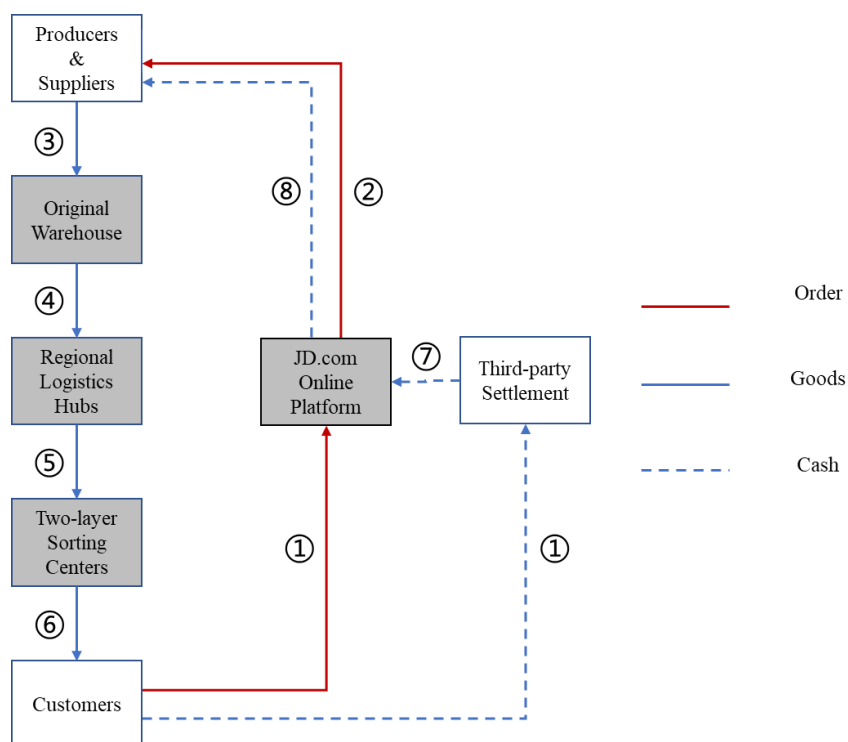 Producers
&
Suppliers
③
Original
Warehouse
④
Regional
Logistics
Hubs
⑤
Two-layer
Sorting
Centers
⑥
Customers
⑧
②
JD.com
Online
Platform
⑦
Third-party
Settlement
①
①
Order
Goods
Cash